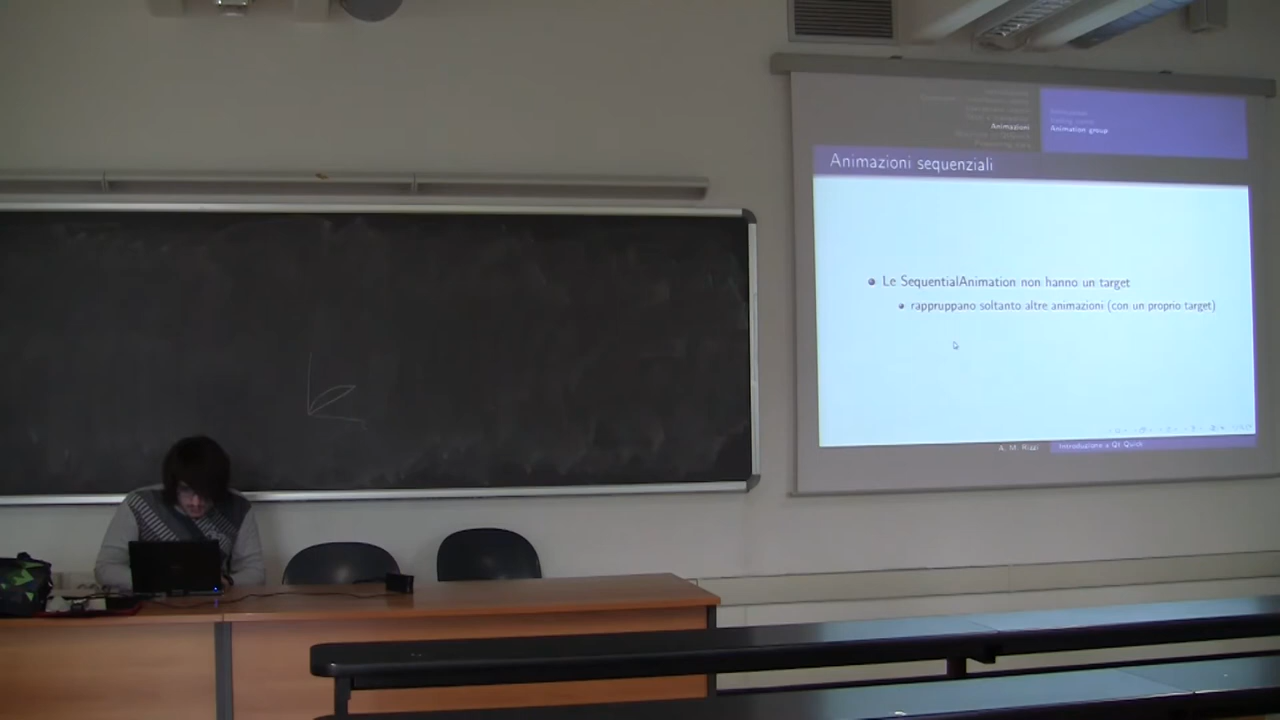 Animazioni
Animation group
Animazioni sequenziali
Le SequentialAnimation non hanno un target
rappruppano soltanto altre animazioni (con un proprio target)
A. M. Rizzi
Introduzione a Qt Quick